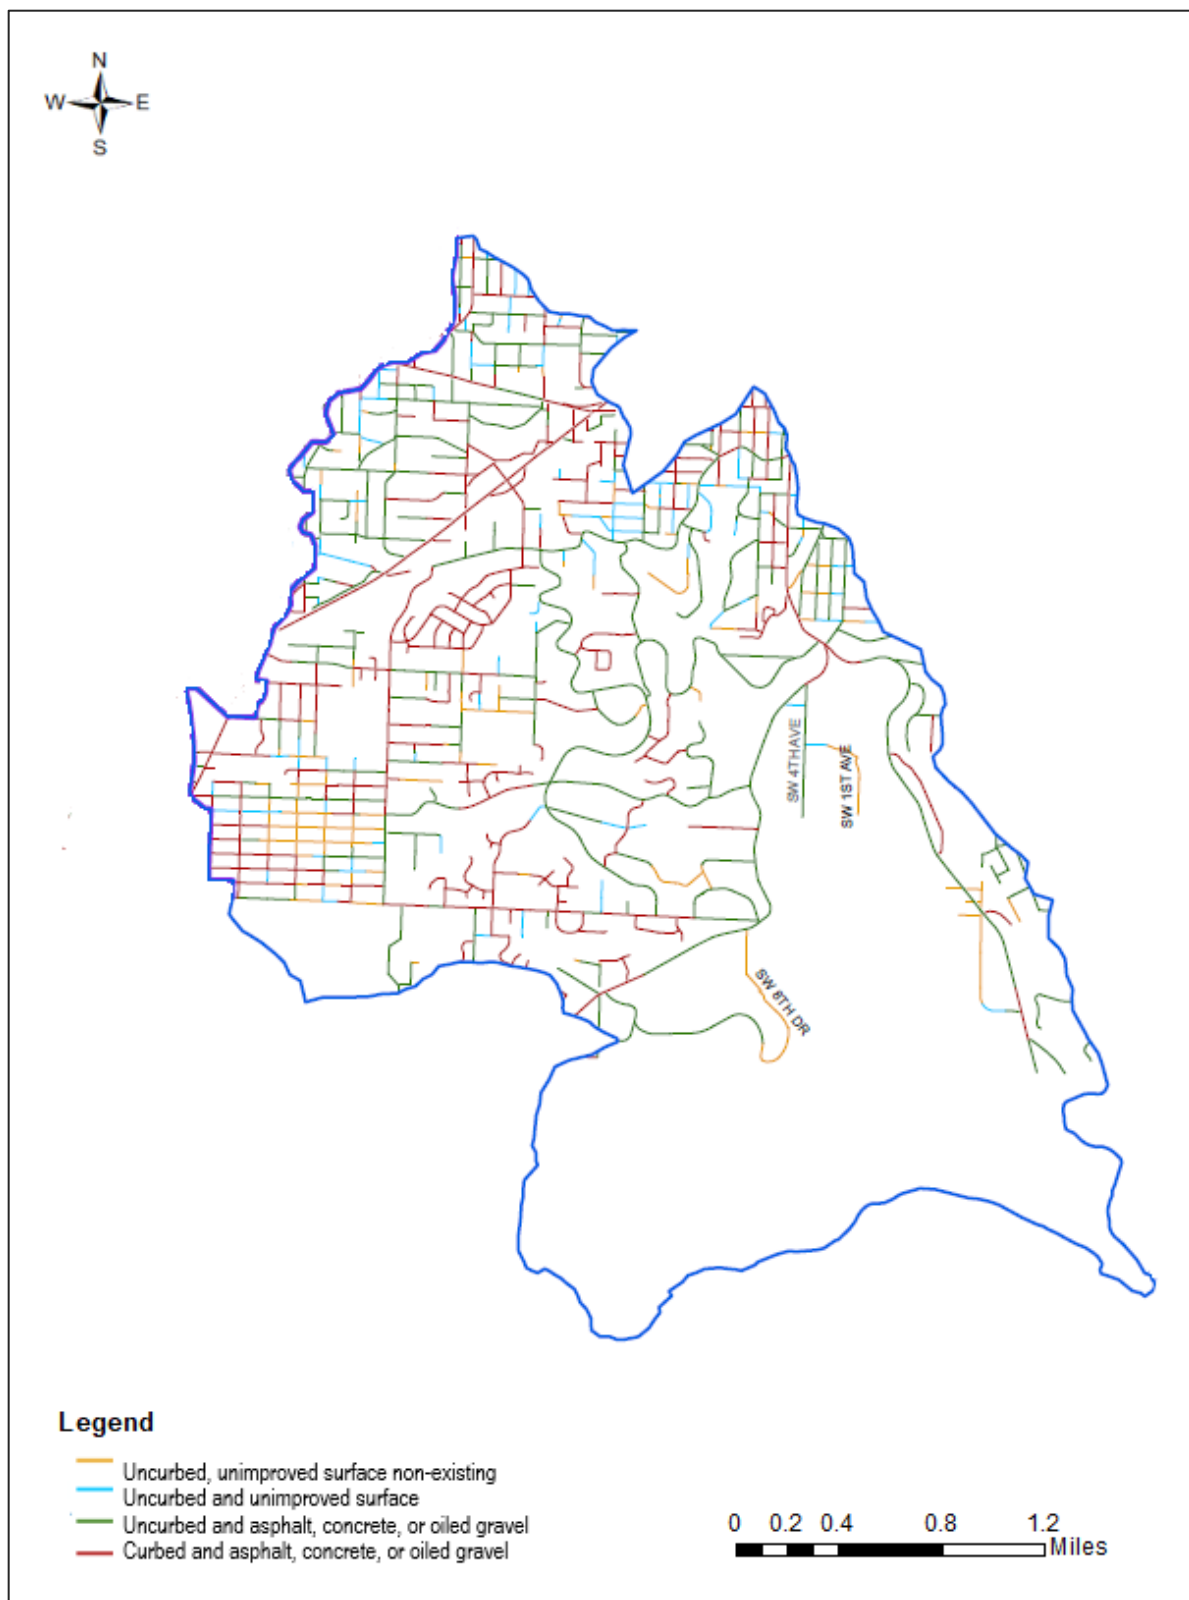 N
W E
S
SW 4TH AVE
SW 1ST AVE
SW 8TH DR
Legend
Uncurbed, unimproved surface non-existing
Uncurbed and unimproved surface
Uncurbed and asphalt, concrete, or oiled gravel
Curbed and asphalt, concrete, or oiled gravel
0 0.2 0.4 0.8 1.2
Miles